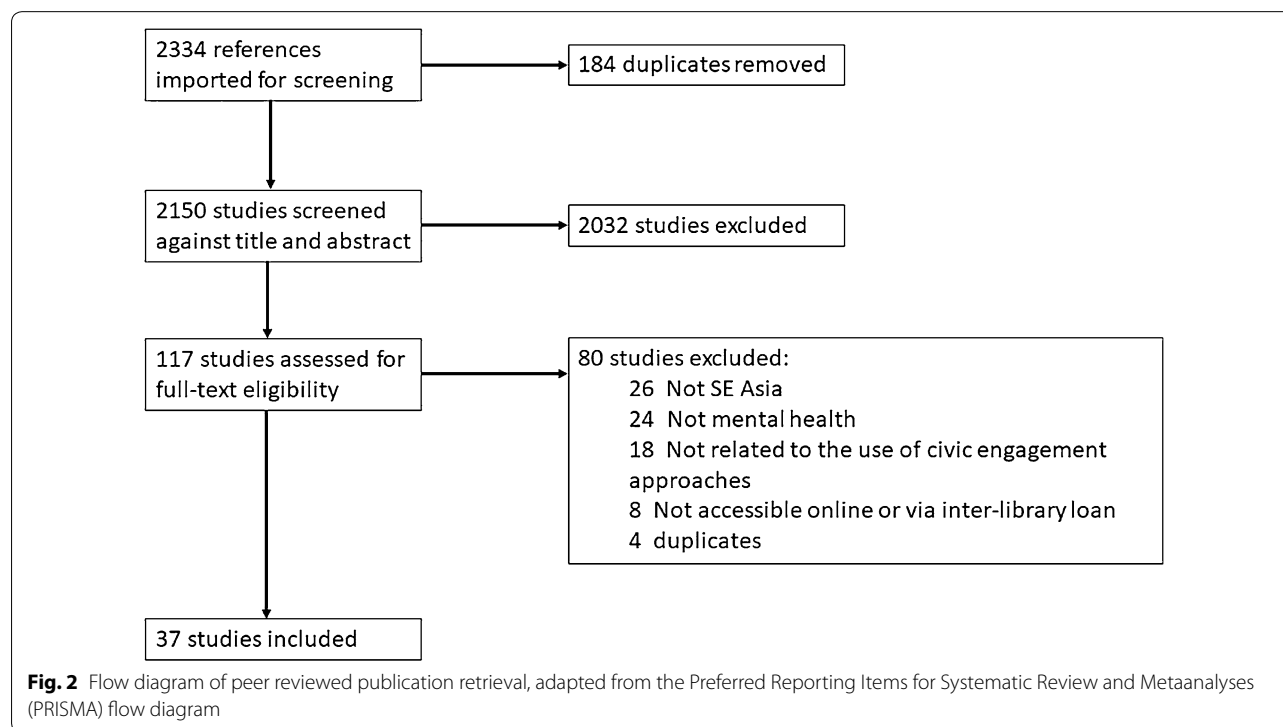 2334 references
imported for screening
184 duplicates removed
2150 studies screened
against title and abstract
2032 studies excluded
117 studies assessed for
full-text eligibility
80 studies excluded:
26 Not SE Asia
24 Not mental health
18 Not related to the use of civic engagement
approaches
8 Not accessible online or via inter-library loan
4 duplicates
37 studies included
Fig. 2 Flow diagram of peer reviewed publication retrieval, adapted from the Preferred Reporting Items for Systematic Review and Metaanalyses
(PRISMA) flow diagram